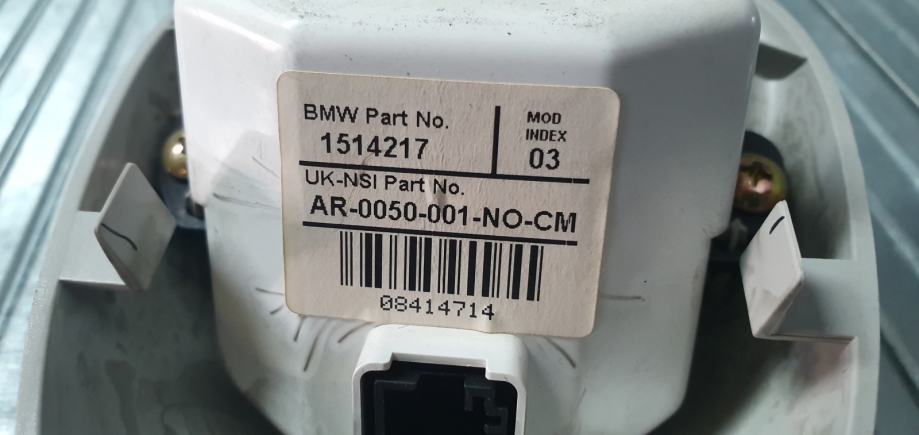 BMW Part No.
1514217
MOD
INDEX
03
UK-NSI Part No.
AR-0050-001-NO-CM
08414714